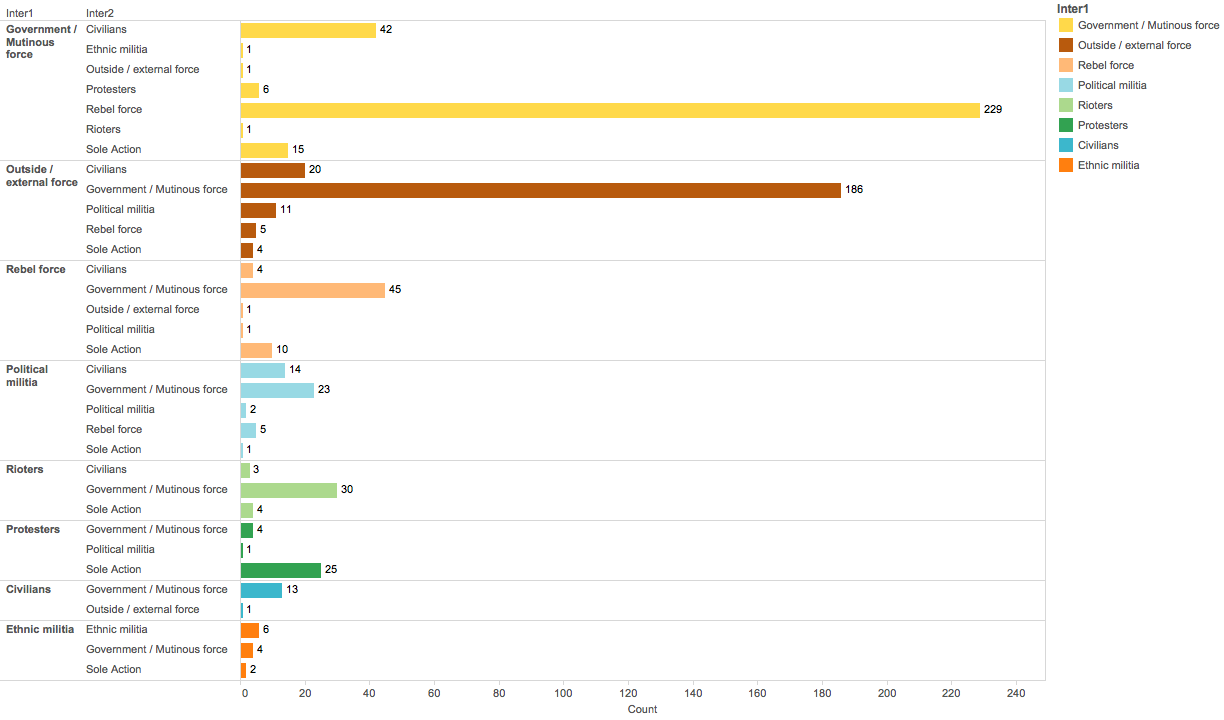 Inter1 Inter2
Government / Mutinous force
Civilians 42
Ethnic militia 1
Outside / external force 1
Protesters 6
Rebel force 229
Rioters 1
Sole Action 15
Outside / external force
Civilians 20
Government / Mutinous force 186
Political militia 11
Rebel force 5
Sole Action 4
Rebel force
Civilians 4
Government / Mutinous force 45
Outside / external force 1
Political militia 1
Sole Action 10
Political militia
Civilians 14
Government / Mutinous force 23
Political militia 2
Rebel force 5
Sole Action 1
Rioters
Civilians 3
Government / Mutinous force 30
Sole Action 4
Protesters
Government / Mutinous force 4
Political militia 1
Sole Action 25
Civilians
Government / Mutinous force 13
Outside / external force 1
Ethnic militia
Ethnic militia 6
Government / Mutinous force 4
Sole Action 2
0 20 40 60 80 100 120 140 160 180 200 220 240
Count
Inter1
Government / Mutinous force
Outside / external force
Rebel force
Political militia
Rioters
Protesters
Civilians
Ethnic militia